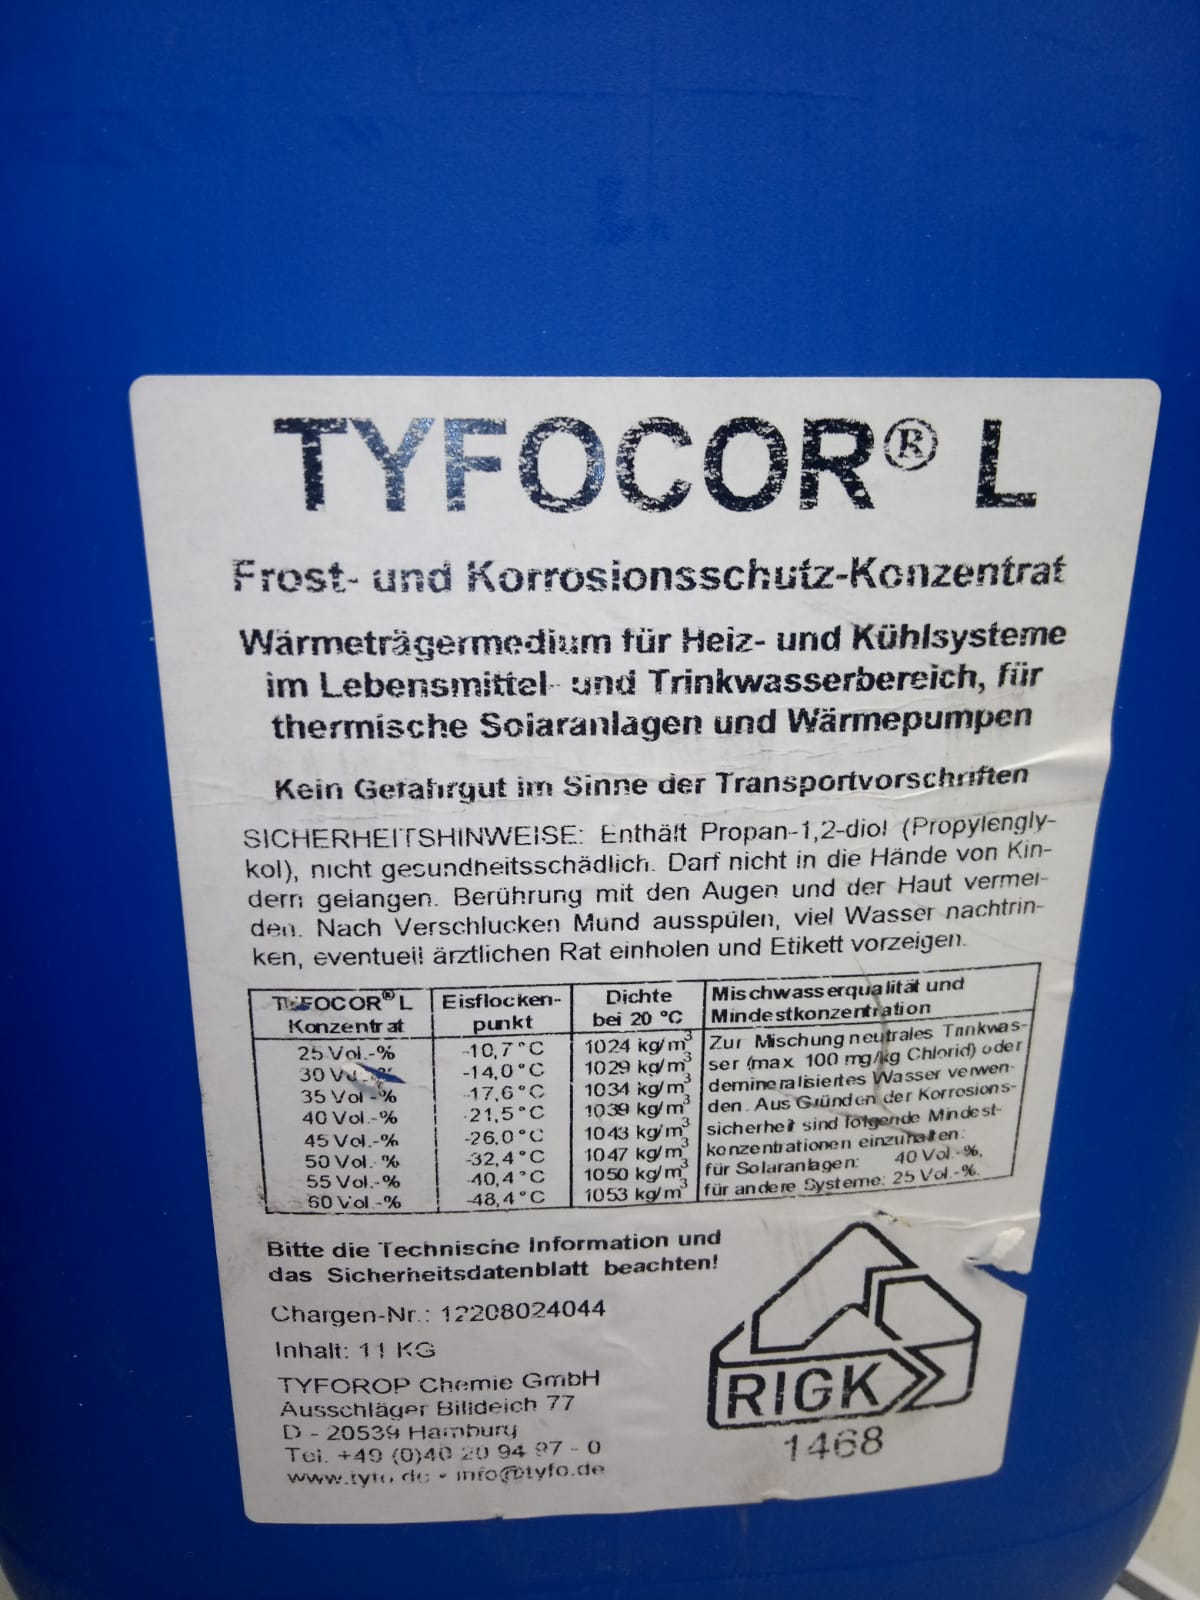 TYFOCOR® L
Frost- und Korrosionsschutz-Konzentrat
Wärmeträgermedium für Heiz- und Kühlsysteme
im Lebensmittel- und Trinkwasserbereich, für
thermische Solaranlagen und Wärmepumpen
Kein Gefahrgut im Sinne der Transportvorschriften
SICHERHEITSHINWEISE: Enthält Propan-1,2-diol (Propylengly-
kol), nicht gesundheitsschädlich. Darf nicht in die Hände von Kin-
dern gelangen. Berührung mit den Augen und der Haut vermei-
den. Nach Verschlucken Mund ausspülen, viel Wasser nachtrin-
ken, eventuell ärztlichen Rat einholen und Etikett vorzeigen.
TYFOCOR® L Konzentrat
Eisflocken-punkt
Dichte bei 20 °C
Mischwasserqualität und
Mindestkonzentration
25 Vol.-% -10,7°C 1024 kg/m³
30 Vol.-% -14,0°C 1029 kg/m³
35 Vol.-% -17,6°C 1034 kg/m³
40 Vol.-% -21,5°C 1039 kg/m³
45 Vol.-% -26,0°C 1043 kg/m³
50 Vol.-% -32,4°C 1047 kg/m³
55 Vol.-% -40,4°C 1050 kg/m³
60 Vol.-% -48,4°C 1053 kg/m³
Zur Mischung neutrales Trinkwas-
ser (max. 100 mg/kg Chlorid) oder
demineralisiertes Wasser verwen-
den. Aus Gründen der Korrosions-
sicherheit sind folgende Mindest-
konzentrationen einzuhalten:
für Solaranlagen: 40 Vol.-%,
für andere Systeme: 25 Vol.-%.
Bitte die Technische Information und
das Sicherheitsdatenblatt beachten!
Chargen-Nr.: 12208024044
Inhalt: 11 KG
TYFOROP Chemie GmbH
Ausschläger Billdeich 77
D - 20539 Hamburg
Tel. +49 (0)40 20 94 97 - 0
www.tyfo.de - info@tyfo.de
RIGK
1468